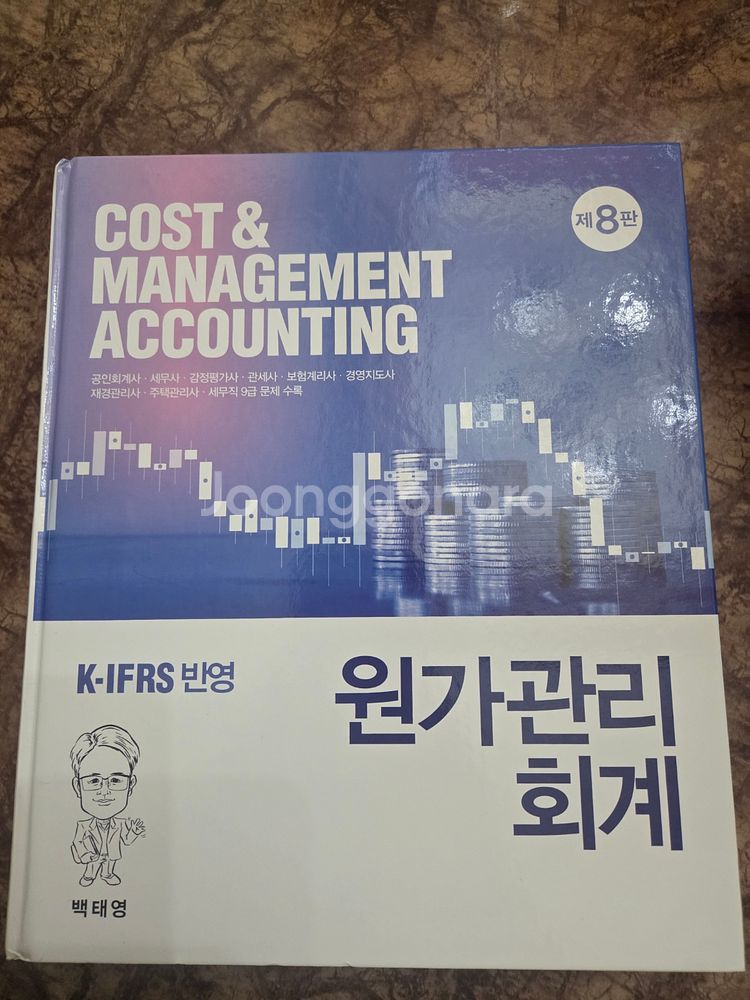 COST &
MANAGEMENT
ACCOUNTING
제8판
공인회계사 · 세무사 · 감정평가사 · 관세사 · 보험계리사 · 경영지도사
재경관리사 · 주택관리사 · 세무직 9급 문제 수록
Joonggonara
K-IFRS 반영
원가관리
회계
백태영